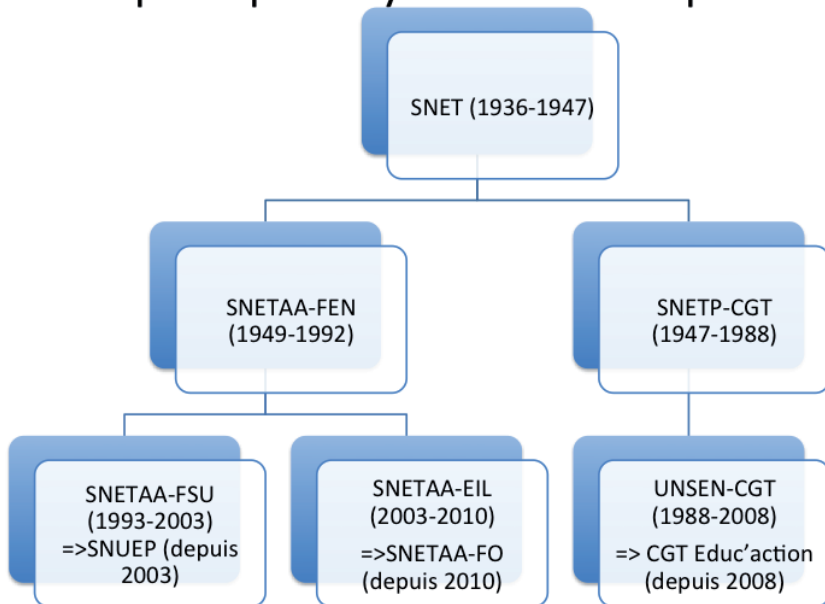 SNET (1936-1947)
SNETAA-FEN
(1949-1992)
SNETP-CGT
(1947-1988)
SNETAA-FSU
(1993-2003)
=>SNUEP (depuis
2003)
SNETAA-EIL
(2003-2010)
=>SNETAA-FO
(depuis 2010)
UNSEN-CGT
(1988-2008)
=> CGT Educ’action
(depuis 2008)